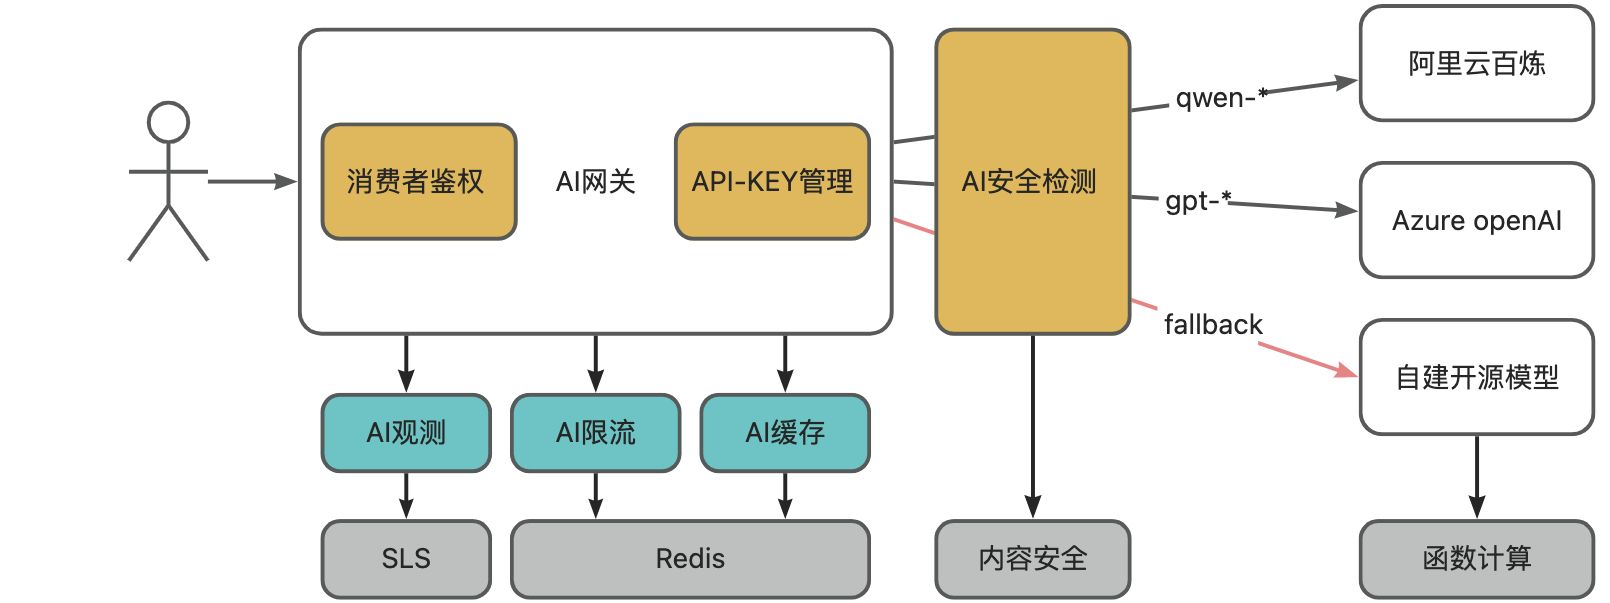 阿里云百炼
qwen-*
消费者鉴权
AI网关
API-KEY管理
AI安全检测
gpt-*
Azure openAI
fallback
自建开源模型
AI观测
AI限流
AI缓存
SLS
Redis
内容安全
函数计算